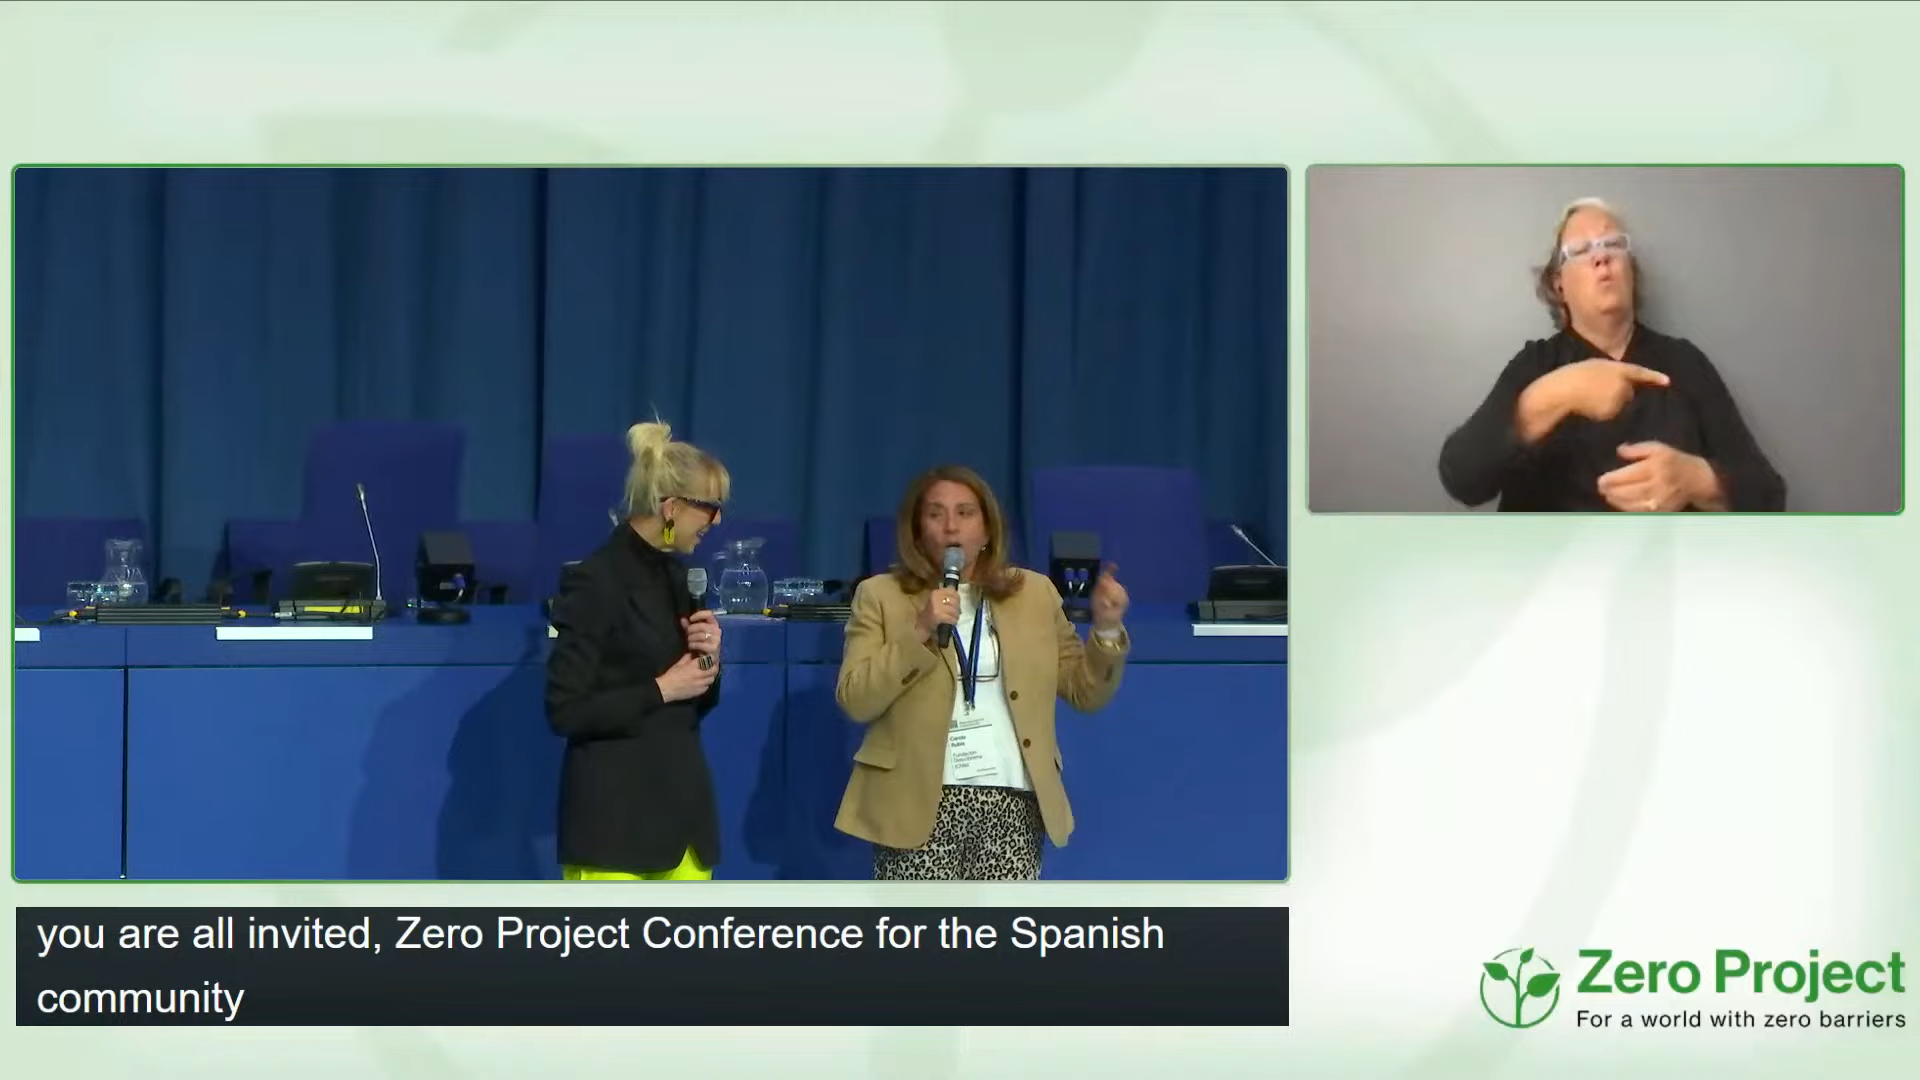 you are all invited, Zero Project Conference for the Spanish
community
Zero Project
For a world with zero barriers